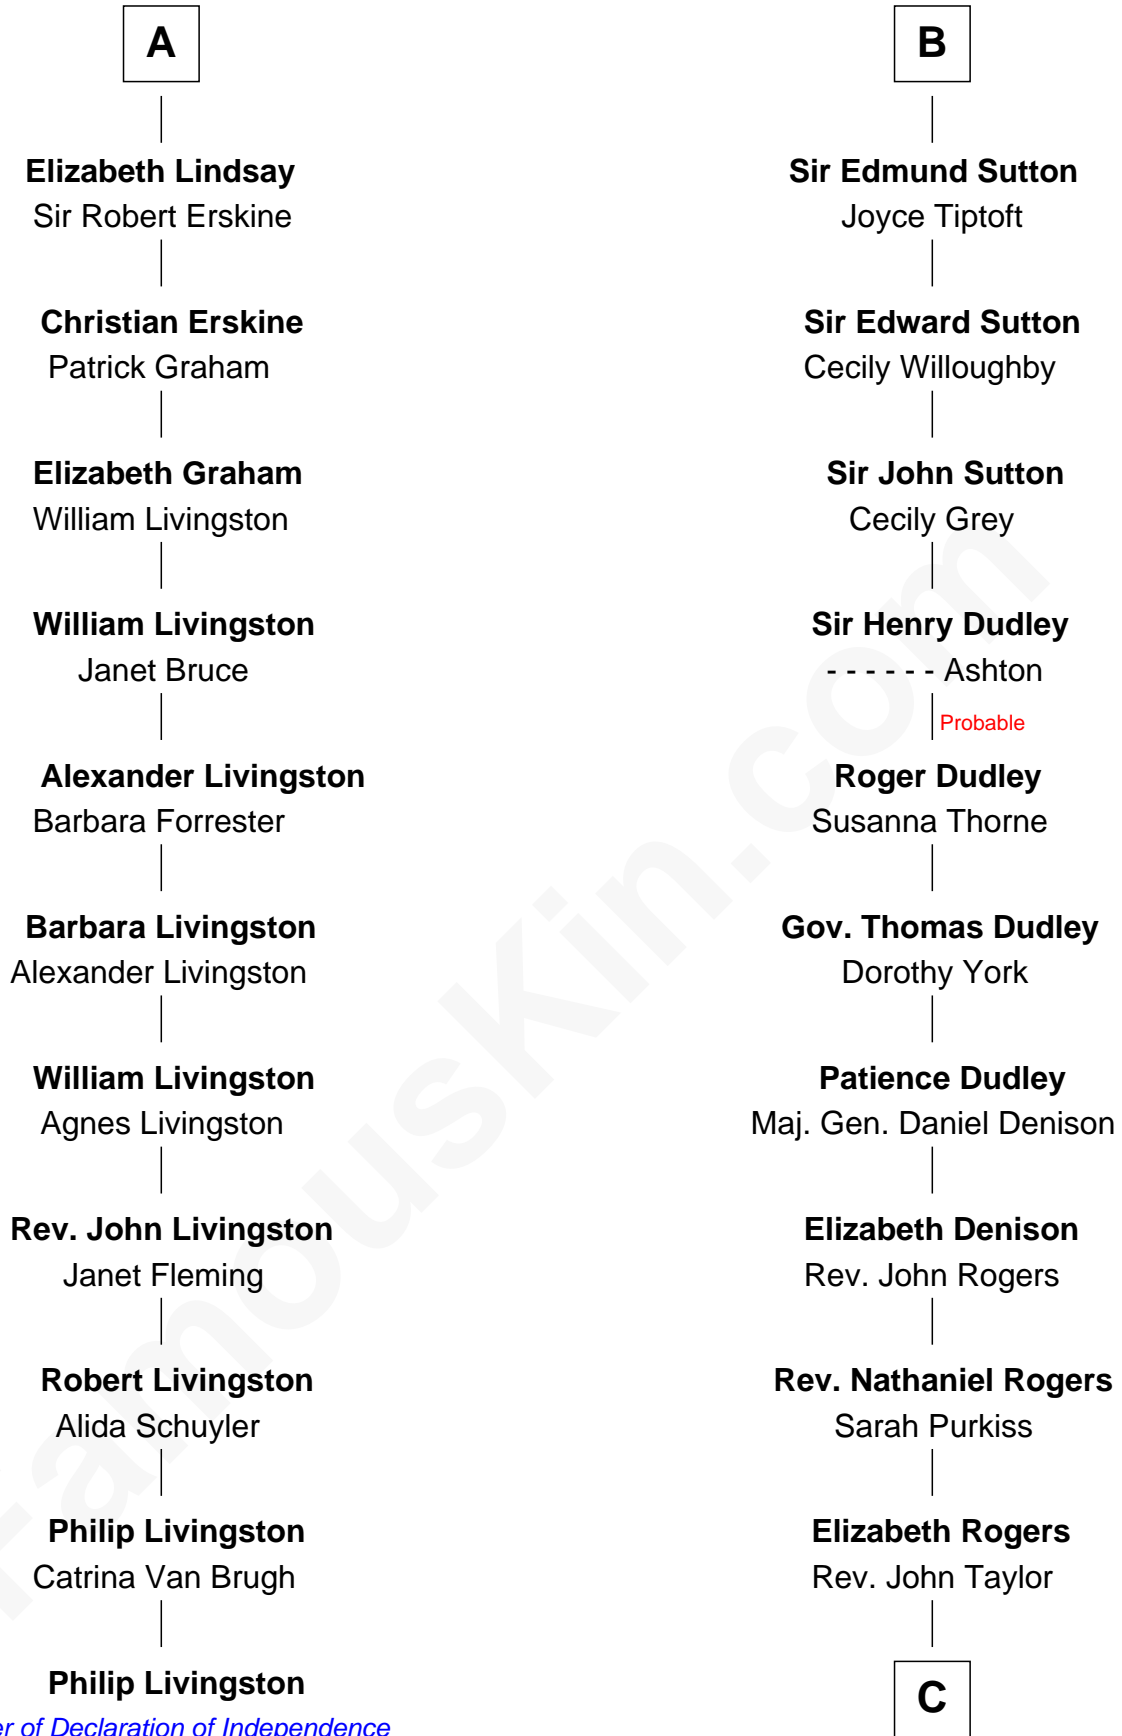 A
Elizabeth Lindsay
Sir Robert Erskine
Christian Erskine
Patrick Graham
Elizabeth Graham
William Livingston
William Livingston
Janet Bruce
Alexander Livingston
Barbara Forrester
Barbara Livingston
Alexander Livingston
William Livingston
Agnes Livingston
Rev. John Livingston
Janet Fleming
Robert Livingston
Alida Schuyler
Philip Livingston
Catrina Van Brugh
Philip Livingston
of Declaration of Independence
B
Sir Edmund Sutton
Joyce Tiptoft
Sir Edward Sutton
Cecily Willoughby
Sir John Sutton
Cecily Grey
Sir Henry Dudley
- - - - - - Ashton
Probable
Roger Dudley
Susanna Thorne
Gov. Thomas Dudley
Dorothy York
Patience Dudley
Maj. Gen. Daniel Denison
Elizabeth Denison
Rev. John Rogers
Rev. Nathaniel Rogers
Sarah Purkiss
Elizabeth Rogers
Rev. John Taylor
C
FamousKin.com